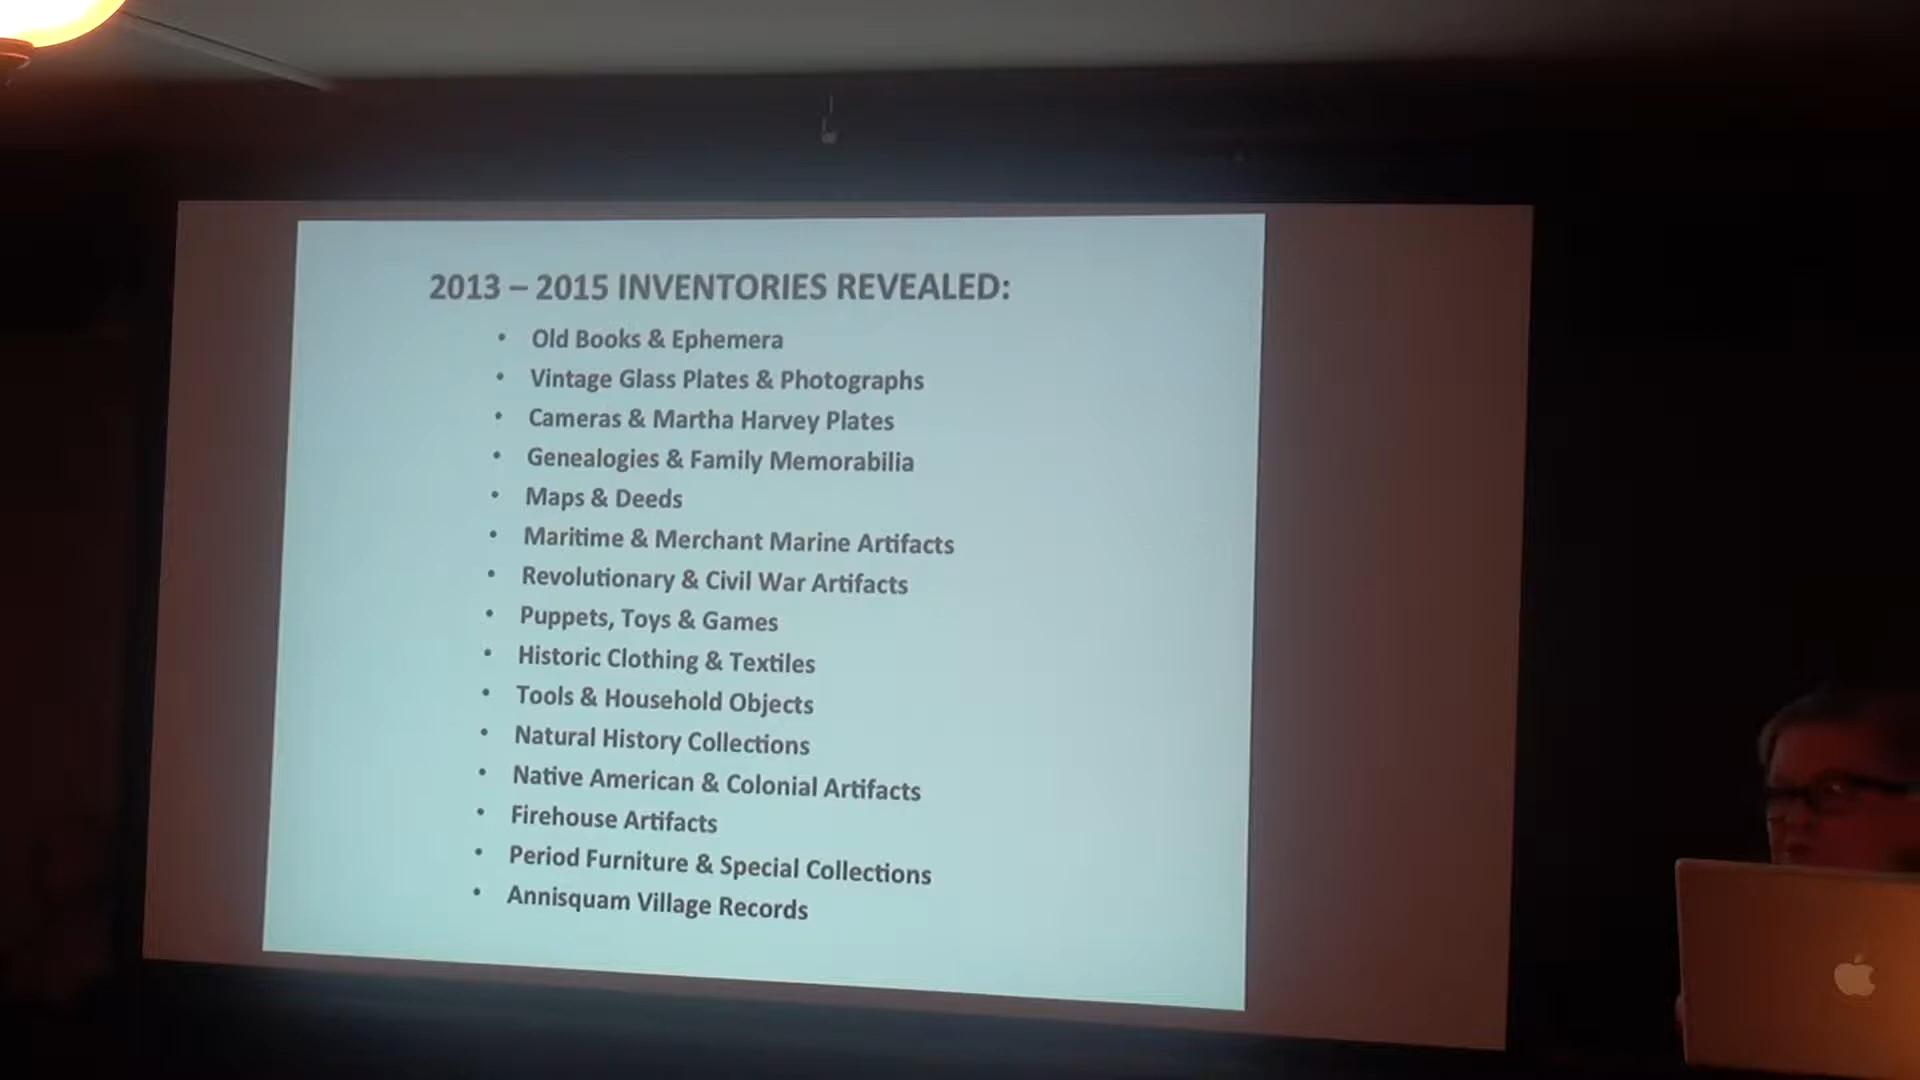 2013 – 2015 INVENTORIES REVEALED:
• Old Books & Ephemera
• Vintage Glass Plates & Photographs
• Cameras & Martha Harvey Plates
• Genealogies & Family Memorabilia
• Maps & Deeds
• Maritime & Merchant Marine Artifacts
• Revolutionary & Civil War Artifacts
• Puppets, Toys & Games
• Historic Clothing & Textiles
• Tools & Household Objects
• Natural History Collections
• Native American & Colonial Artifacts
• Firehouse Artifacts
• Period Furniture & Special Collections
• Annisquam Village Records